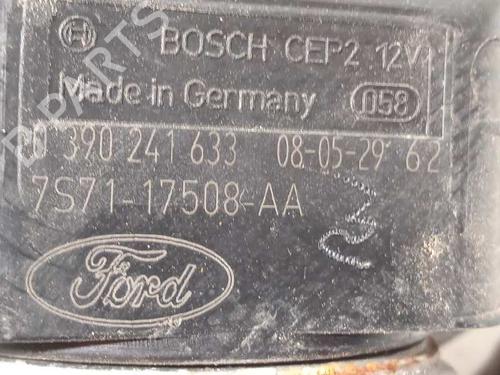 BOSCH CEP2 12V
Made in Germany 058
0 390 241 633 08-05-29 62
7S71-17508-AA
Ford
B-PARTS